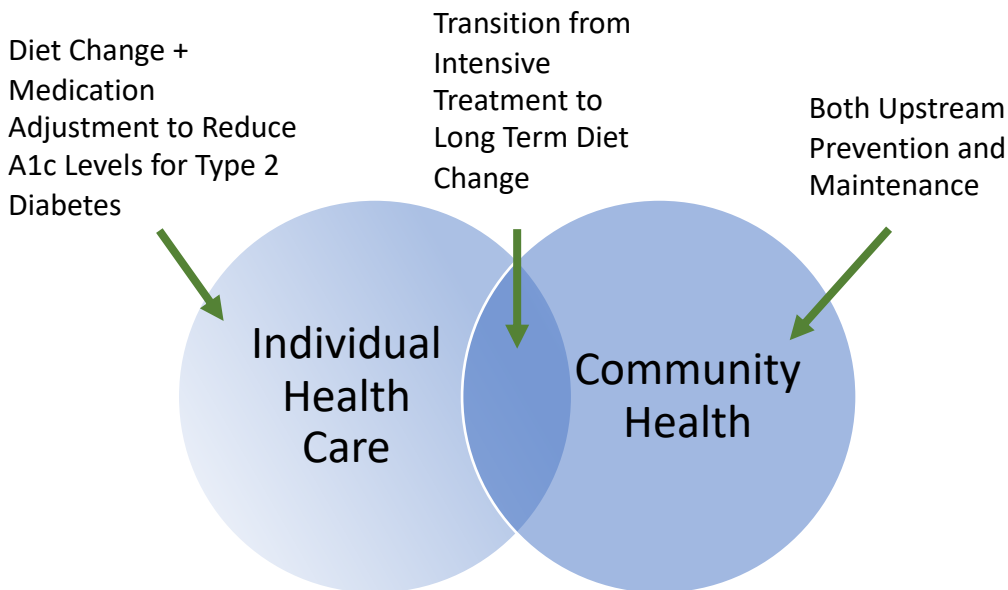 Diet Change +
Medication
Adjustment to Reduce
A1c Levels for Type 2
Diabetes
Transition from
Intensive
Treatment to
Long Term Diet
Change
Both Upstream
Prevention and
Maintenance
Individual
Health
Care
Community
Health